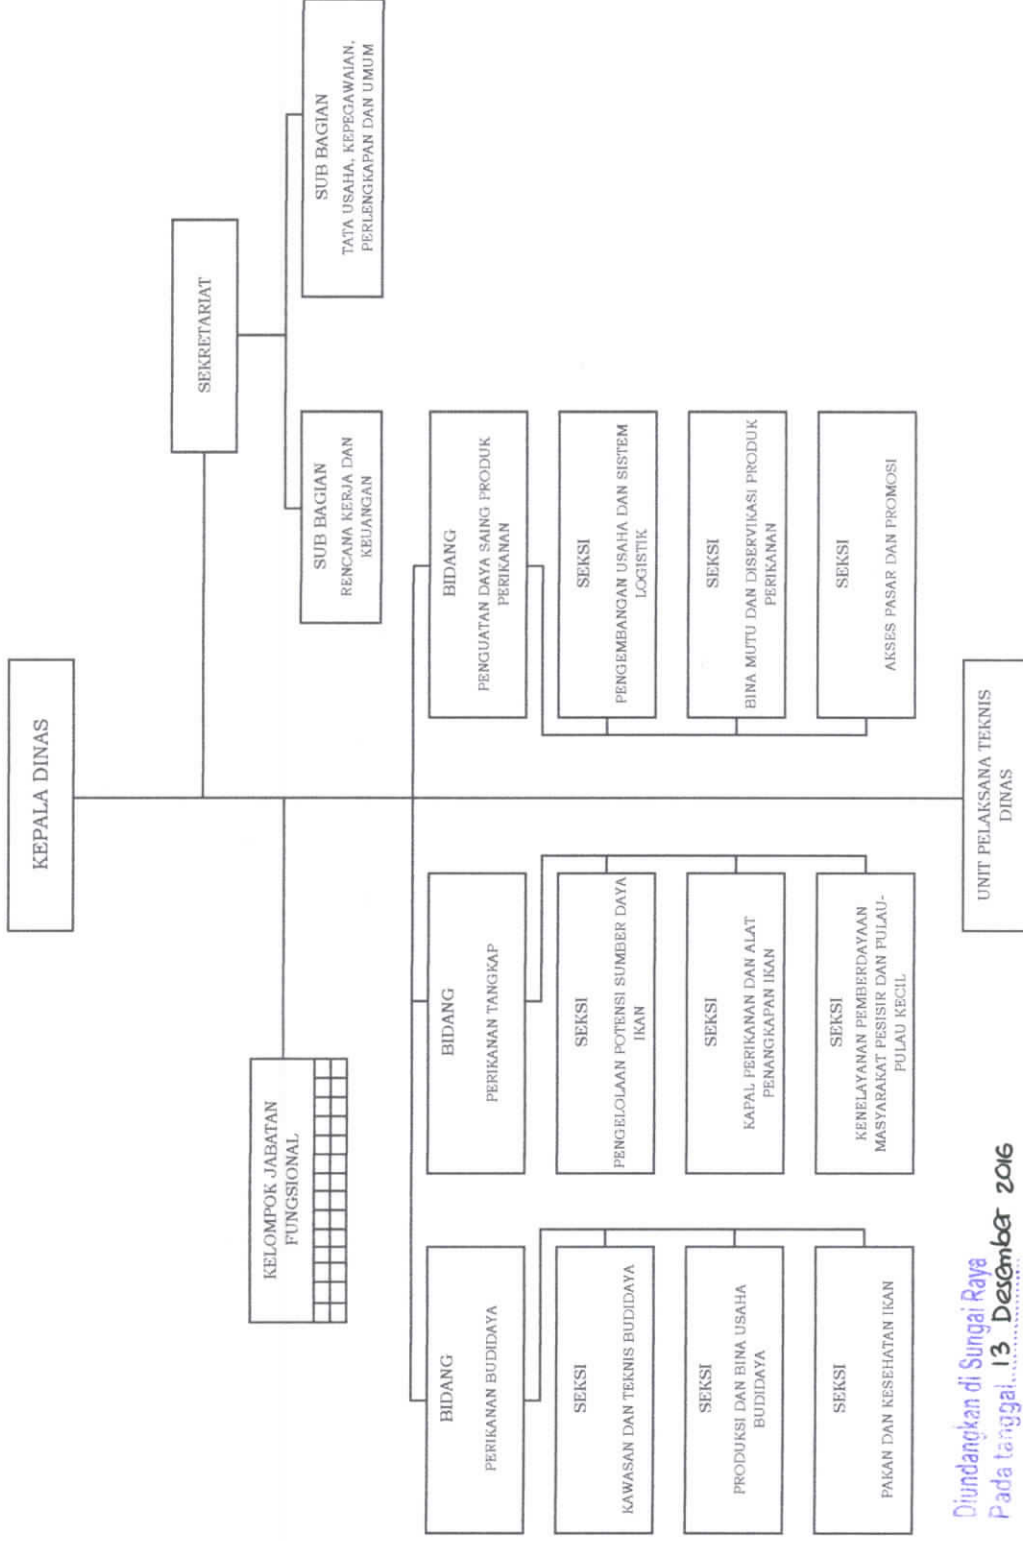 KEPALA DINAS
SEKRETARIAT
KELOMPOK JABATAN
FUNGSIONAL
SUB BAGIAN
RENCANA KERJA DAN
KEUANGAN
SUB BAGIAN
TATA USAHA, KEPEGAWAIAN,
PERLENGKAPAN DAN UMUM
BIDANG
PERIKANAN BUDIDAYA
SEKSI
KAWASAN DAN TEKNIS BUDIDAYA
SEKSI
PRODUKSI DAN BINA USAHA
BUDIDAYA
SEKSI
PAKAN DAN KESEHATAN IKAN
BIDANG
PERIKANAN TANGKAP
SEKSI
PENGELOLAAN POTENSI SUMBER DAYA
IKAN
SEKSI
KAPAL PERIKANAN DAN ALAT
PENANGKAPAN IKAN
SEKSI
KENELAYANAN PEMBERDAYAAN
MASYARAKAT PESISIR DAN PULAU-
PULAU KECIL
BIDANG
PENGUATAN DAYA SAING PRODUK
PERIKANAN
SEKSI
PENGEMBANGAN USAHA DAN SISTEM
LOGISTIK
SEKSI
BINA MUTU DAN DISERVIKASI PRODUK
PERIKANAN
SEKSI
AKSES PASAR DAN PROMOSI
UNIT PELAKSANA TEKNIS
DINAS
Diundangkan di Sungai Raya
Pada tanggal 13 Desember 2016